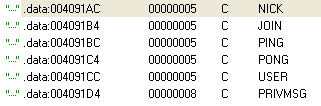 "..." .data:004091AC 00000005 C NICK
"..." .data:004091B4 00000005 C JOIN
"..." .data:004091BC 00000005 C PING
"..." .data:004091C4 00000005 C PONG
"..." .data:004091CC 00000005 C USER
"..." .data:004091D4 00000008 C PRIVMSG